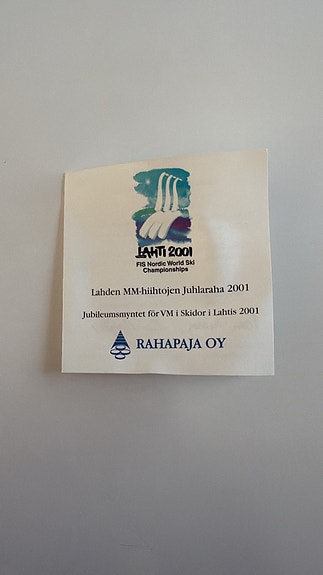 LAHTI 2001
FIS Nordic World Ski
Championships
Lahden MM-hiihtojen Juhlaraha 2001
Jubileumsmyntet för VM i Skidor i Lahtis 2001
RAHAPAJA OY